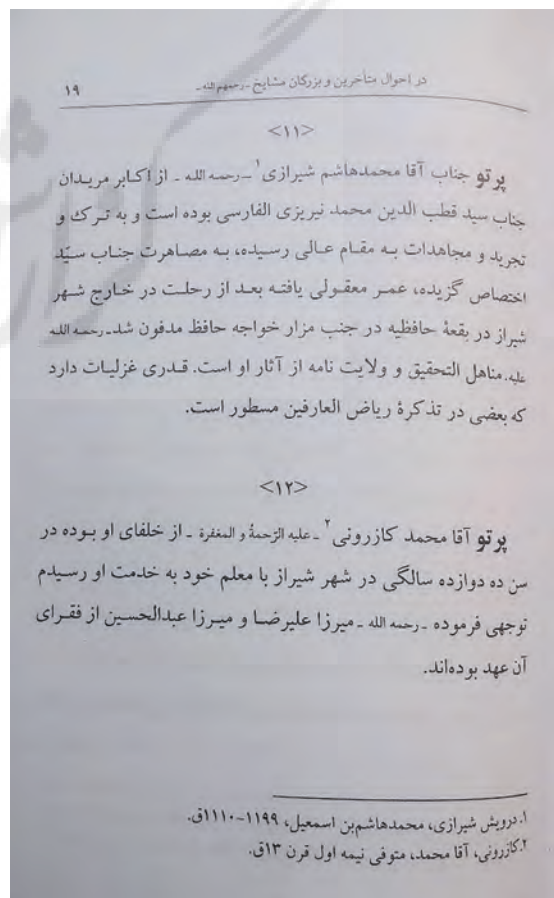 در احوال متأخرین و بزرگان مشایخ ـ رحمهم الله ـ ۱۹
<۱۱>
پرتو جناب آقا محمدهاشم شیرازی۱ ـ رحمه الله ـ از اکابر مریدان
جناب سید قطب الدین محمد نیریزی الفارسی بوده است و به ترک و
تجرید و مجاهدات به مقام عالی رسیده، به مصاهرت جناب سیّد
اختصاص گزیده، عمر معقولی یافته بعد از رحلت در خارج شهر
شیراز در بقعهٔ حافظیه در جنب مزار خواجه حافظ مدفون شد ـ رحمه الله
علیه. مناهل التحقیق و ولایت نامه از آثار او است. قدری غزلیات دارد
که بعضی در تذکرهٔ ریاض العارفین مسطور است.
<۱۲>
پرتو آقا محمد کازرونی۲ ـ علیه الرّحمةُ و المغفرة ـ از خلفای او بوده در
سن ده دوازده سالگی در شهر شیراز با معلم خود به خدمت او رسیدم
توجهی فرموده ـ رحمه الله ـ میرزا علیرضا و میرزا عبدالحسین از فقرای
آن عهد بوده‌اند.
۱. درویش شیرازی، محمدهاشم‌بن اسمعیل، ۱۱۹۹-۱۱۱۰ق.
۲. کازرونی، آقا محمد، متوفی نیمه اول قرن ۱۳ق.